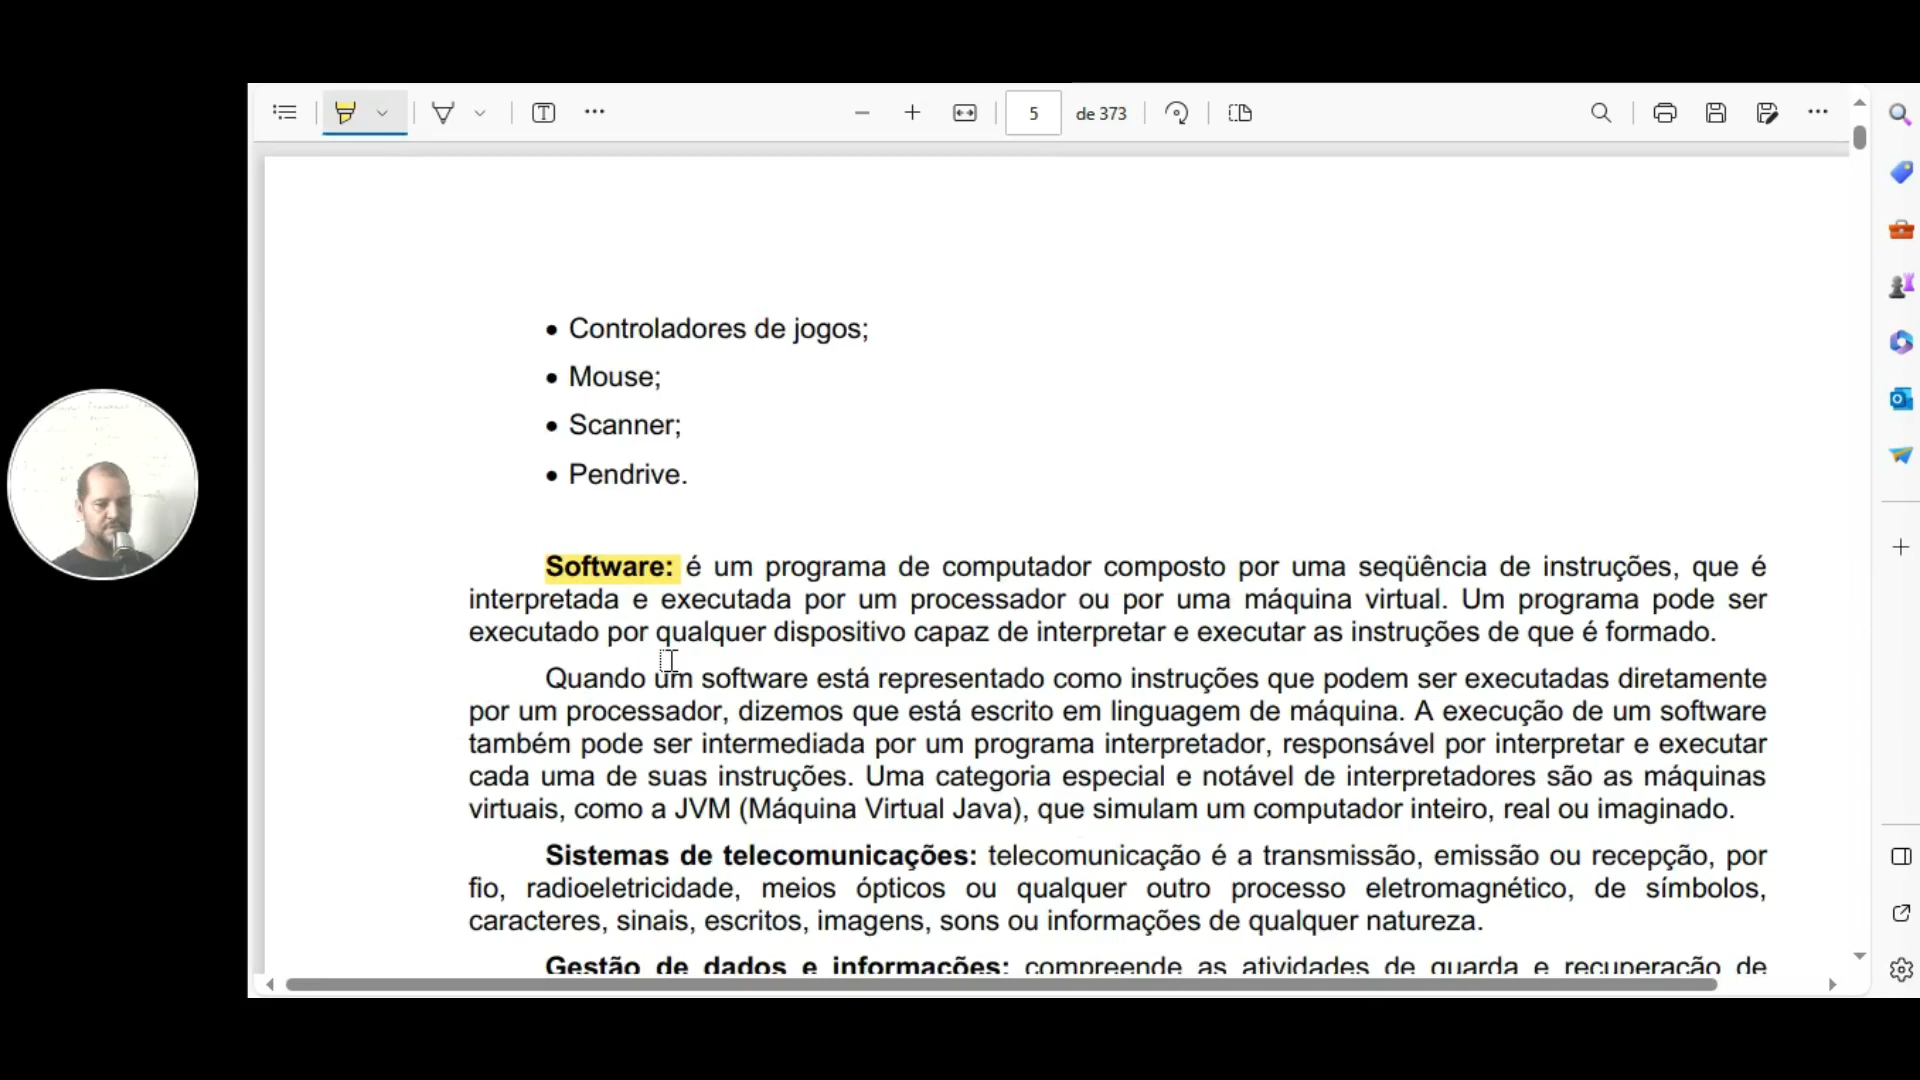 5 de 373
• Controladores de jogos;
• Mouse;
• Scanner;
• Pendrive.
Software: é um programa de computador composto por uma seqüência de instruções, que é
interpretada e executada por um processador ou por uma máquina virtual. Um programa pode ser
executado por qualquer dispositivo capaz de interpretar e executar as instruções de que é formado.
Quando um software está representado como instruções que podem ser executadas diretamente
por um processador, dizemos que está escrito em linguagem de máquina. A execução de um software
também pode ser intermediada por um programa interpretador, responsável por interpretar e executar
cada uma de suas instruções. Uma categoria especial e notável de interpretadores são as máquinas
virtuais, como a JVM (Máquina Virtual Java), que simulam um computador inteiro, real ou imaginado.
Sistemas de telecomunicações: telecomunicação é a transmissão, emissão ou recepção, por
fio, radioeletricidade, meios ópticos ou qualquer outro processo eletromagnético, de símbolos,
caracteres, sinais, escritos, imagens, sons ou informações de qualquer natureza.
Gestão de dados e informações: compreende as atividades de guarda e recuperação de